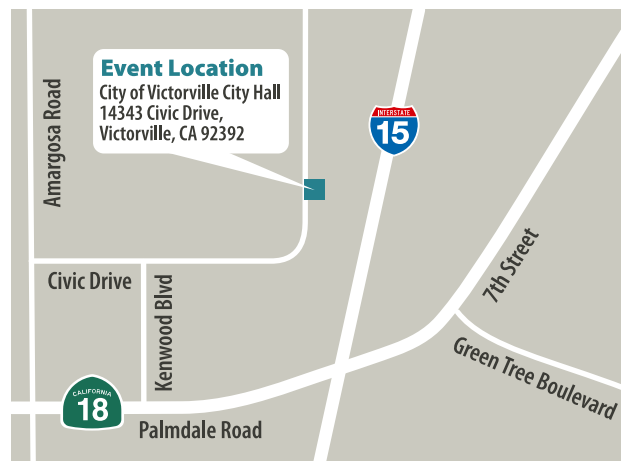 Event Location
City of Victorville City Hall
14343 Civic Drive,
Victorville, CA 92392
Amargosa Road
INTERSTATE
15
7th Street
Civic Drive
Kenwood Blvd
Green Tree Boulevard
CALIFORNIA
18
Palmdale Road